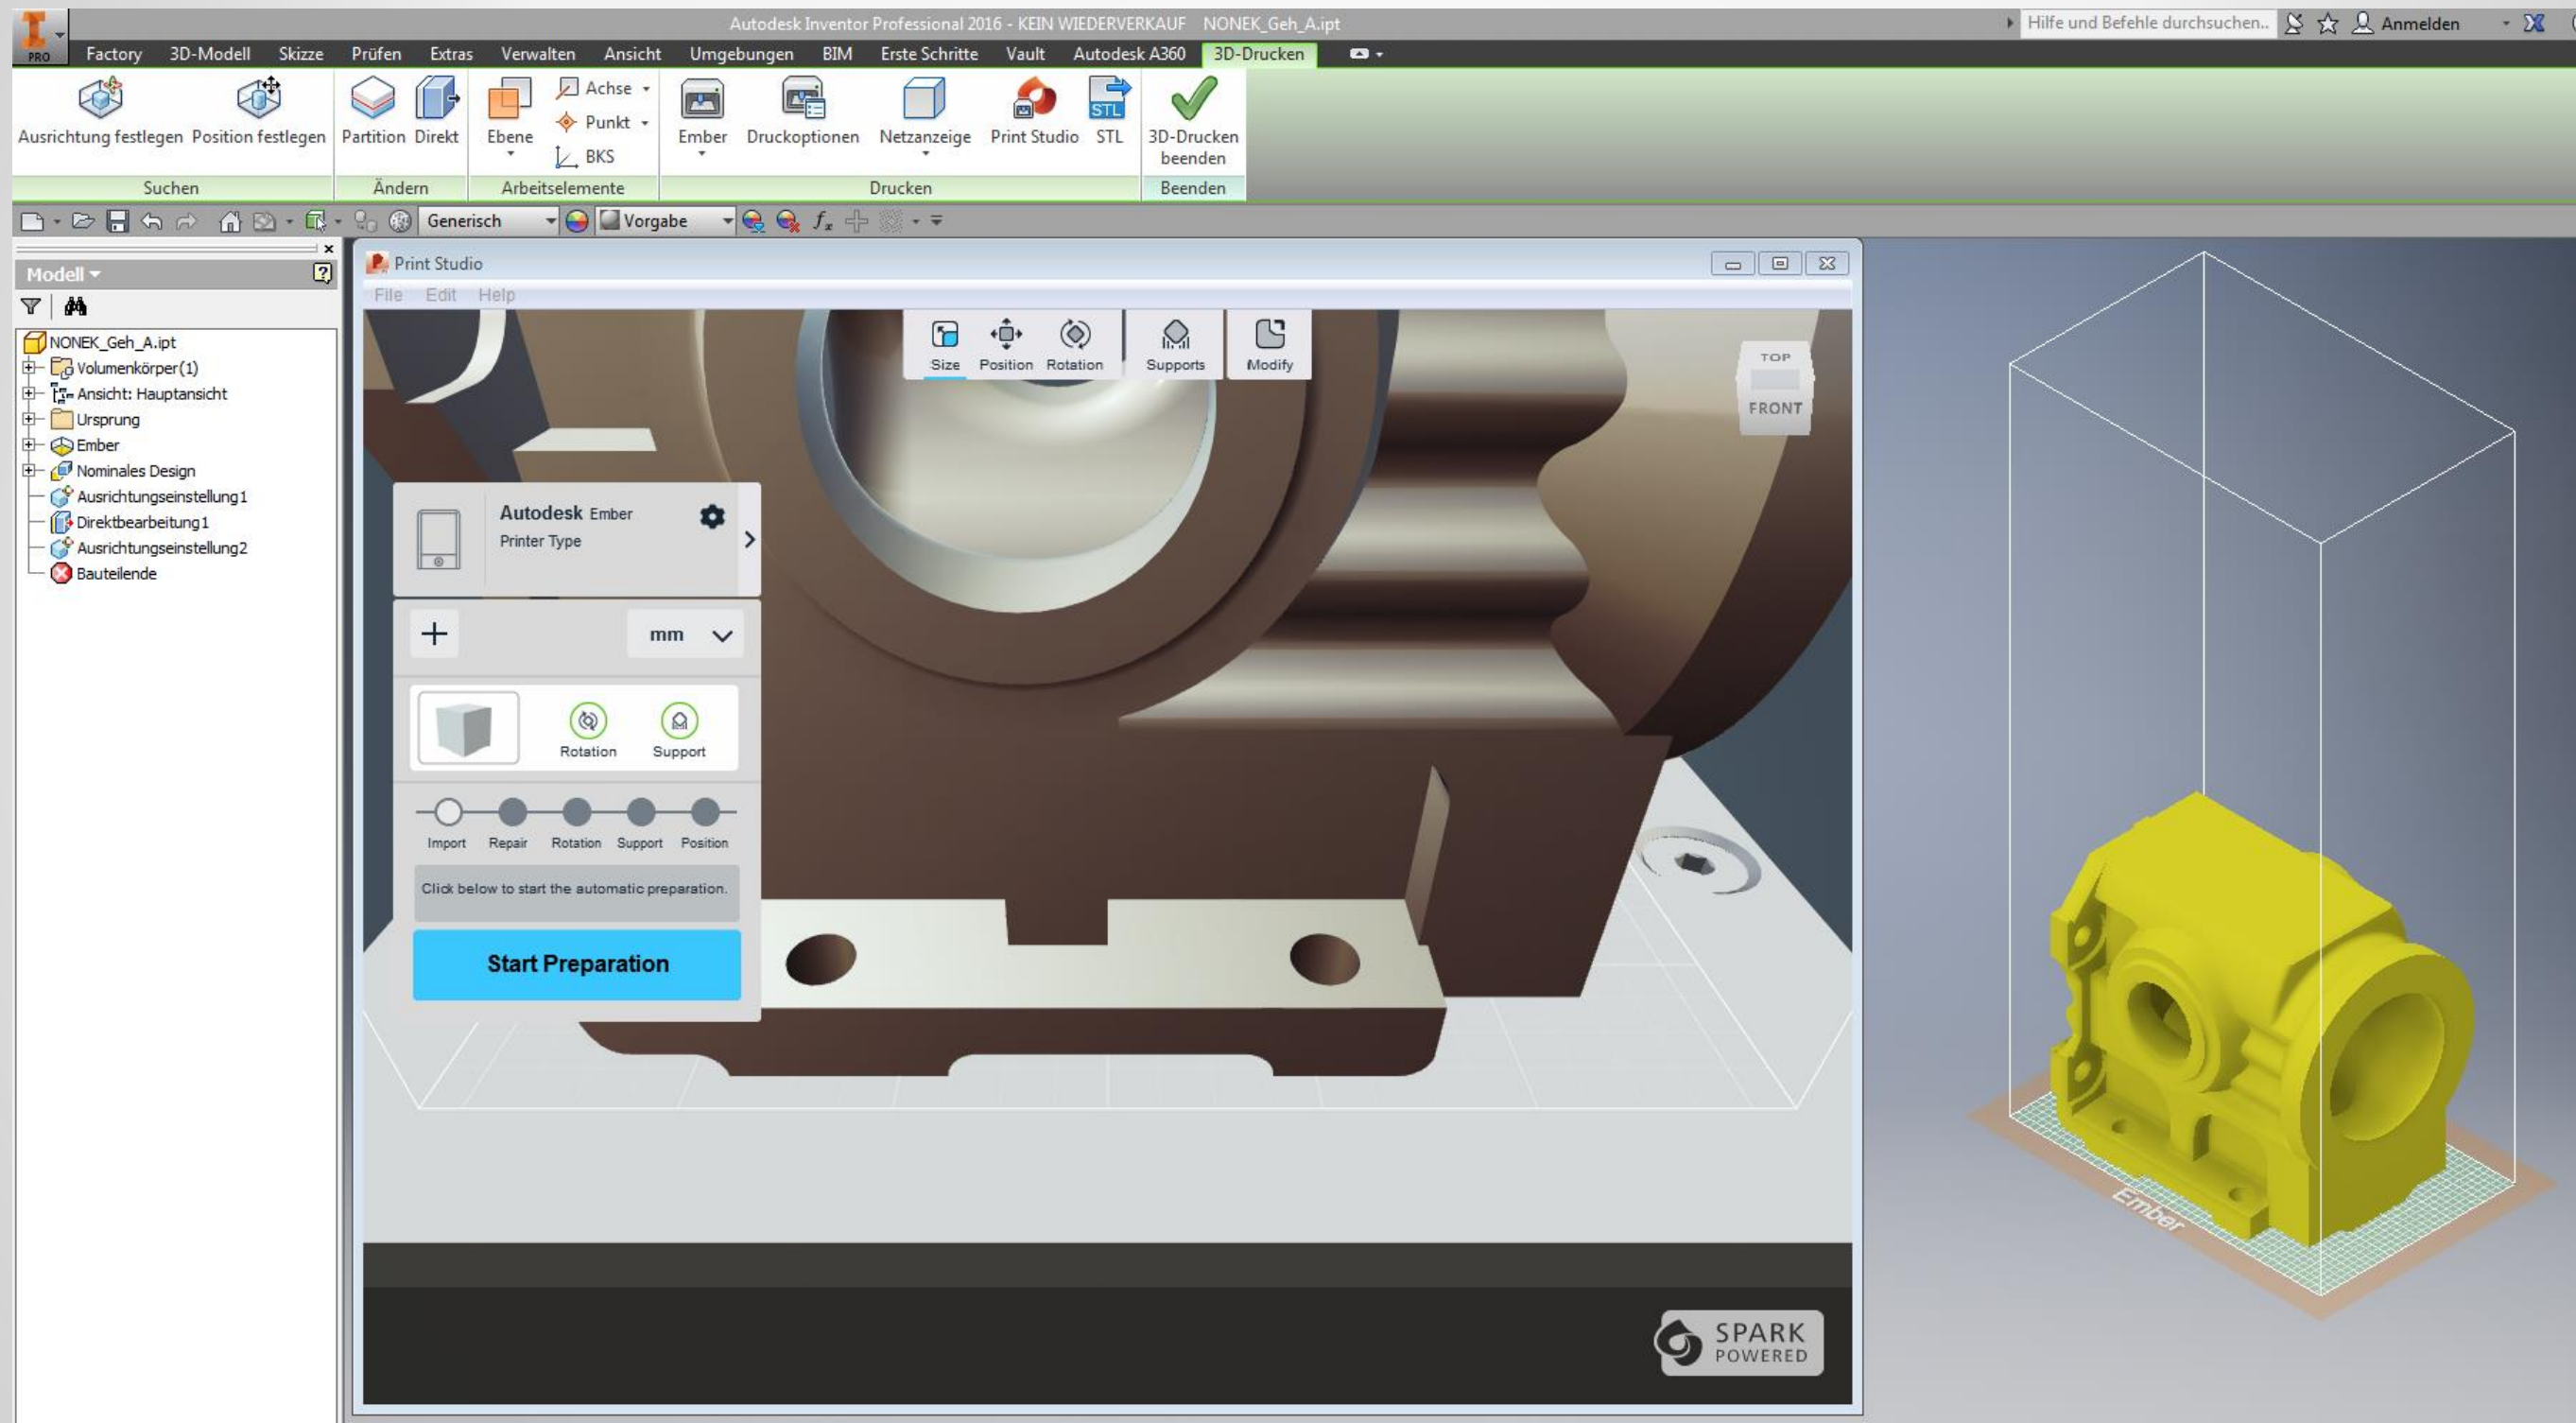 Autodesk Inventor Professional 2016 - KEIN WIEDERVERKAUF NONEK_Geh_A.ipt
Hilfe und Befehle durchsuchen..
Anmelden
PRO
Factory 3D-Modell Skizze Prüfen Extras Verwalten Ansicht Umgebungen BIM Erste Schritte Vault Autodesk A360 3D-Drucken
Ausrichtung festlegen Position festlegen
Partition Direkt
Ebene
Achse
Punkt
BKS
Ember Druckoptionen Netzanzeige Print Studio STL
STL
3D-Drucken
beenden
Suchen Ändern Arbeitselemente Drucken Beenden
Generisch Vorgabe fx
Modell
NONEK_Geh_A.ipt
Volumenkörper(1)
Ansicht: Hauptansicht
Ursprung
Ember
Nominales Design
Ausrichtungseinstellung1
Direktbearbeitung1
Ausrichtungseinstellung2
Bauteilende
Print Studio
File Edit Help
Size Position Rotation Supports Modify
TOP
FRONT
Autodesk Ember
Printer Type
mm
Rotation Support
Import Repair Rotation Support Position
Click below to start the automatic preparation.
Start Preparation
SPARK
POWERED
Ember